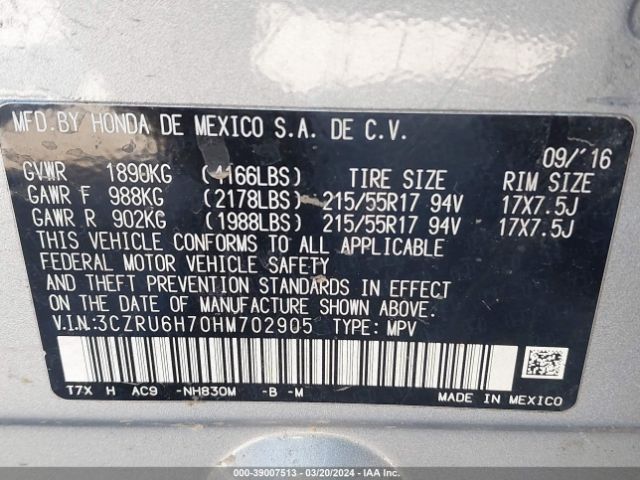 MFD. BY HONDA DE MEXICO S.A. DE C.V.
09/'16
GVWR 1890KG (4166LBS) TIRE SIZE RIM SIZE
GAWR F 988KG (2178LBS) 215/55R17 94V 17X7.5J
GAWR R 902KG (1988LBS) 215/55R17 94V 17X7.5J
THIS VEHICLE CONFORMS TO ALL APPLICABLE
FEDERAL MOTOR VEHICLE SAFETY
AND THEFT PREVENTION STANDARDS IN EFFECT
ON THE DATE OF MANUFACTURE SHOWN ABOVE.
V.I.N.:3CZRU6H70HM702905 TYPE: MPV
T7X H AC9 -NH830M -B -M
MADE IN MEXICO
000-39007513 - 03/20/2024 - IAA Inc.